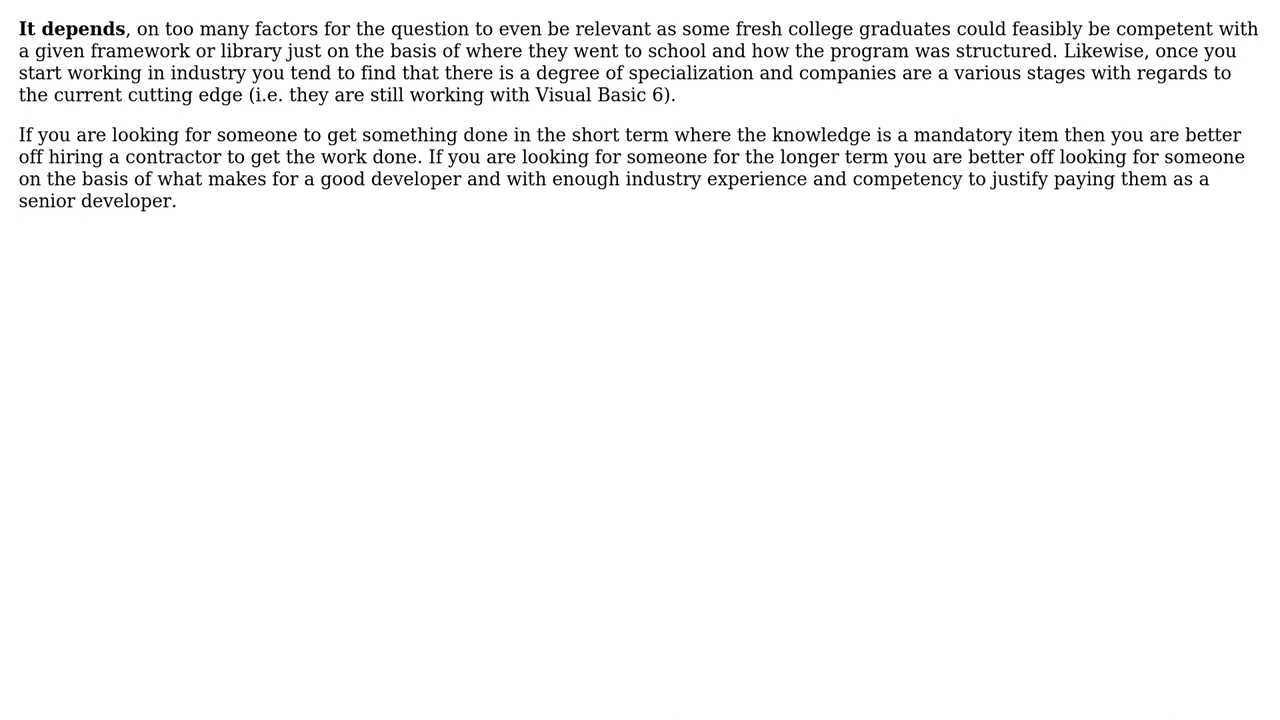 It depends, on too many factors for the question to even be relevant as some fresh college graduates could feasibly be competent with
a given framework or library just on the basis of where they went to school and how the program was structured. Likewise, once you
start working in industry you tend to find that there is a degree of specialization and companies are a various stages with regards to
the current cutting edge (i.e. they are still working with Visual Basic 6).
If you are looking for someone to get something done in the short term where the knowledge is a mandatory item then you are better
off hiring a contractor to get the work done. If you are looking for someone for the longer term you are better off looking for someone
on the basis of what makes for a good developer and with enough industry experience and competency to justify paying them as a
senior developer.